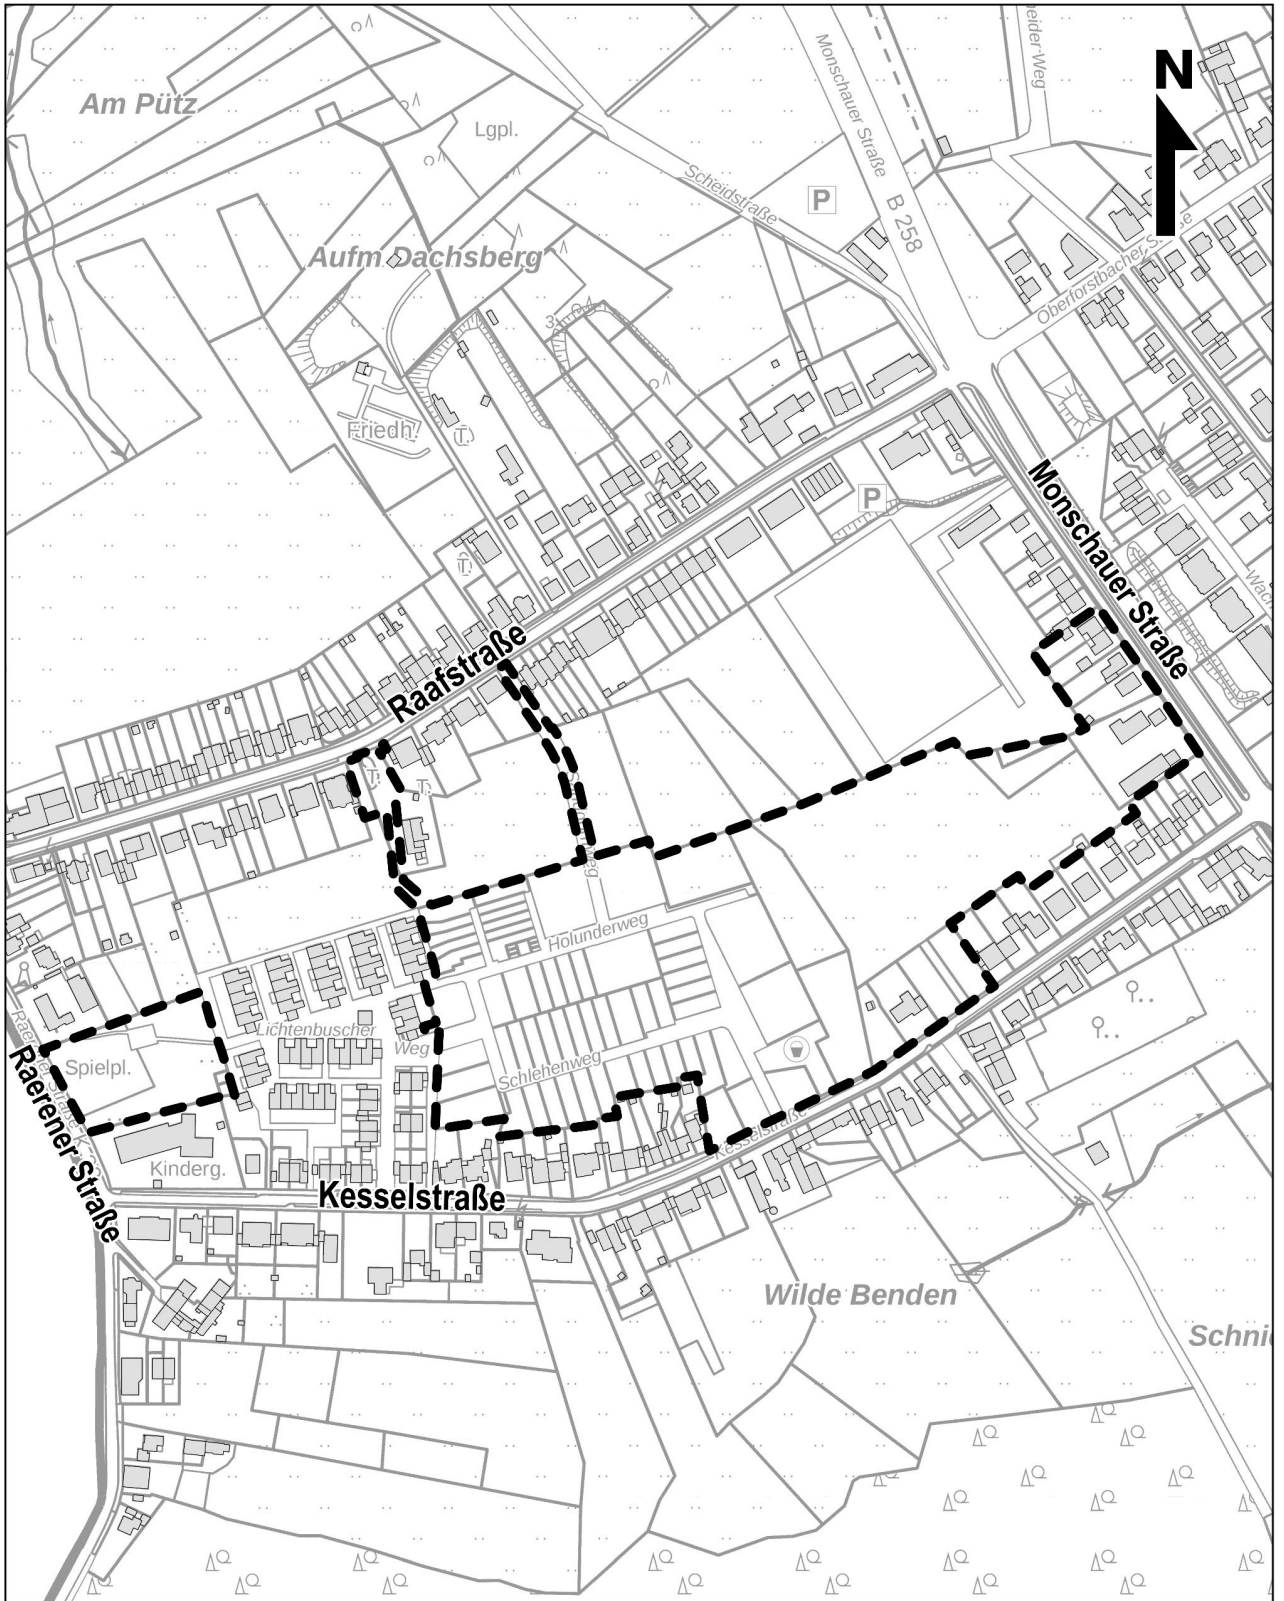 Am Pütz
Lgpl.
Monschauer Straße
B 258
N
Scheidstraße
P
Aufm Dachsberg
Oberforstbacher Straße
Friedh.
T.
P
Monschauer Straße
T.
Raafstraße
T.
T.
Holunderweg
Lichtenbuscher
Weg
Schlehenweg
Spielpl.
Raerener Straße
Kinderg.
Kesselstraße
Kesselstraße
Wilde Benden